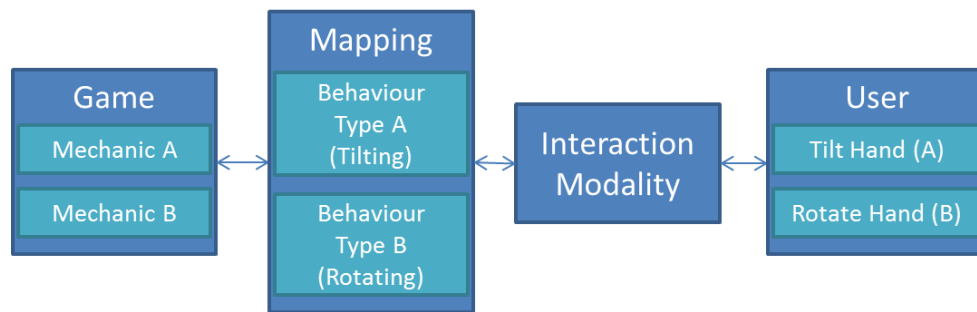 Game
Mechanic A
Mechanic B
Mapping
Behaviour
Type A
(Tilting)
Behaviour
Type B
(Rotating)
Interaction
Modality
User
Tilt Hand (A)
Rotate Hand (B)